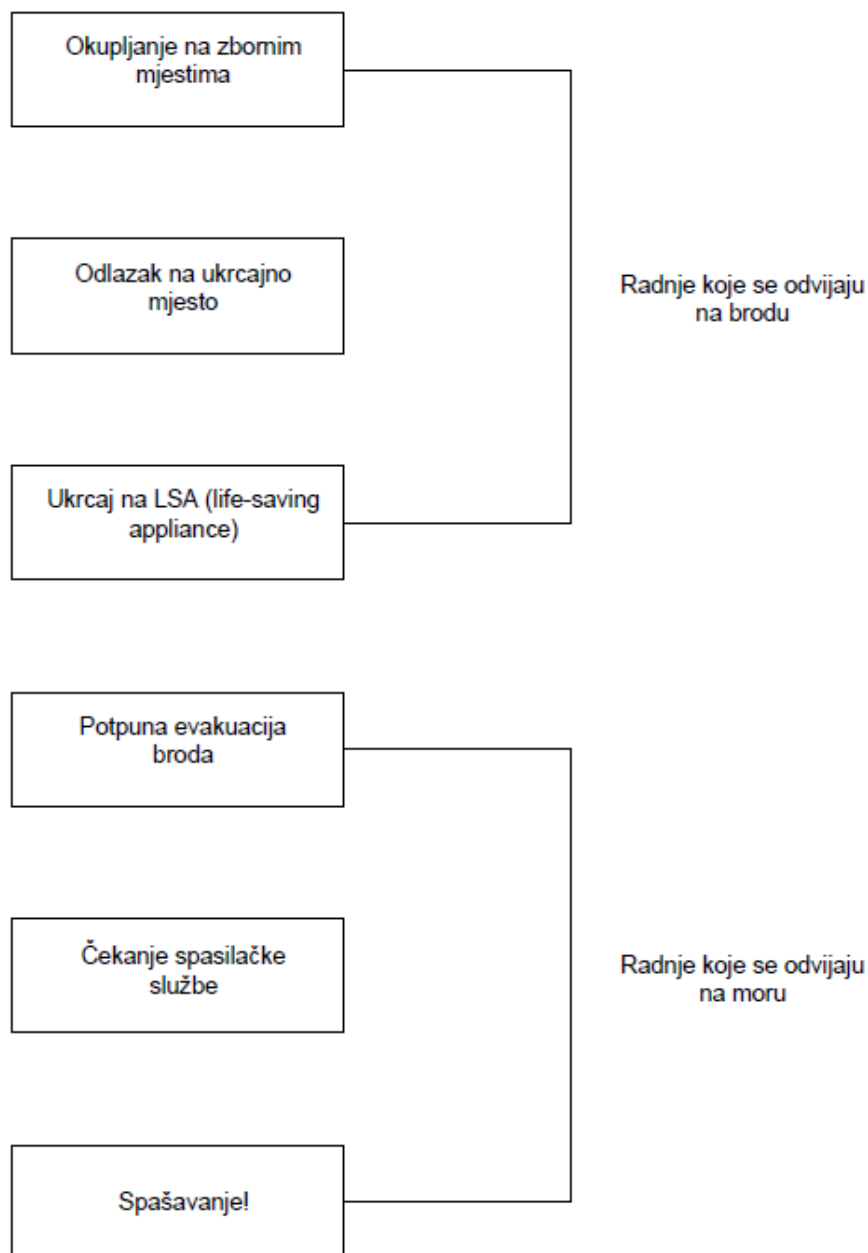 Okupljanje na zbornim
mjestima
Odlazak na ukrcajno
mjesto
Radnje koje se odvijaju
na brodu
Ukrcaj na LSA (life-saving
appliance)
Potpuna evakuacija
broda
Čekanje spasilačke
službe
Radnje koje se odvijaju
na moru
Spašavanje!